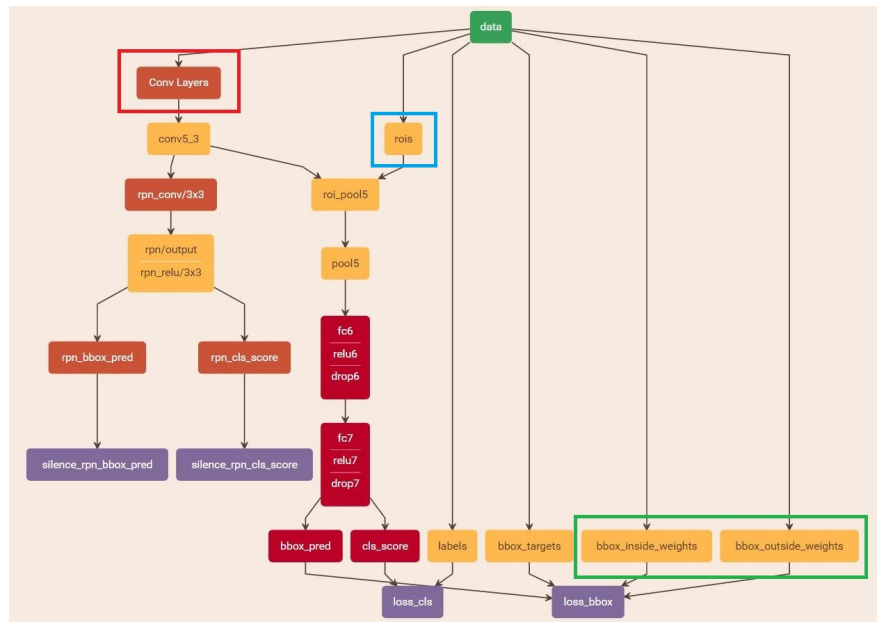 data
Conv Layers
conv5_3
rois
rpn_conv/3x3
roi_pool5
rpn/output
rpn_relu/3x3
pool5
fc6
relu6
drop6
rpn_bbox_pred
rpn_cls_score
fc7
relu7
drop7
silence_rpn_bbox_pred
silence_rpn_cls_score
bbox_pred
cls_score
labels
bbox_targets
bbox_inside_weights
bbox_outside_weights
loss_cls
loss_bbox